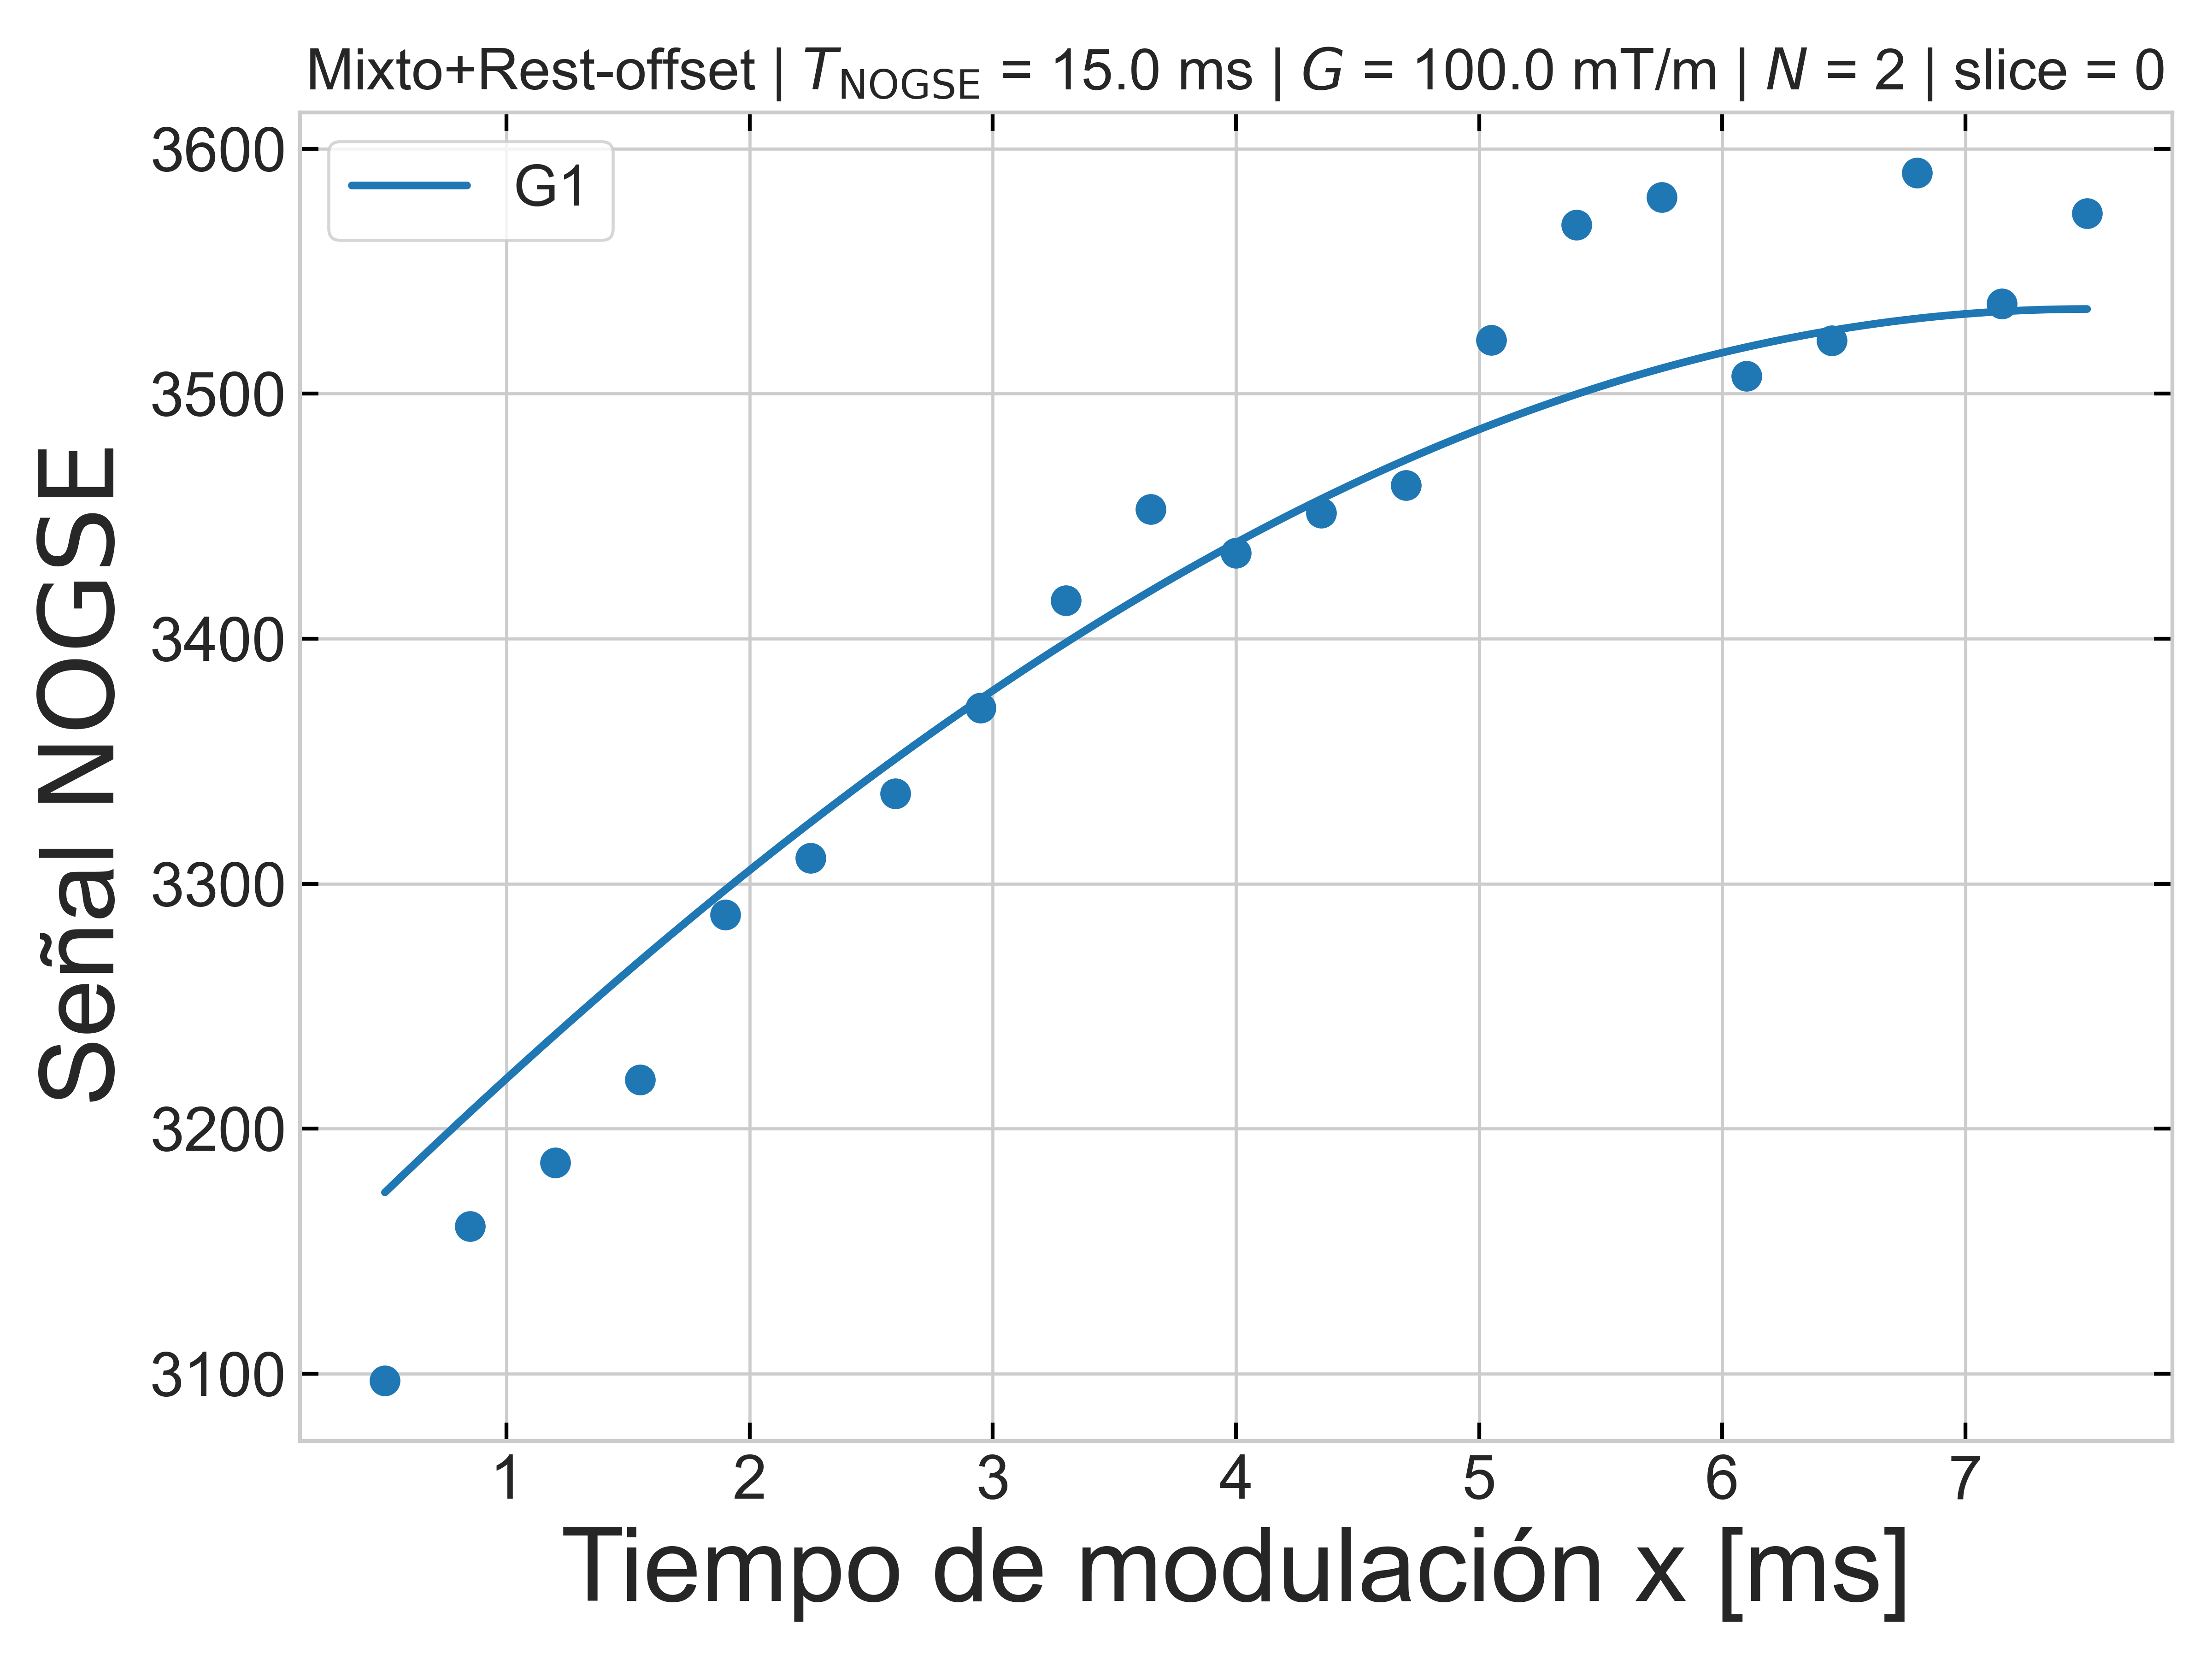 Mixto+Rest-offset | T_NOGSE = 15.0 ms | G = 100.0 mT/m | N = 2 | slice = 0
G1
Señal NOGSE
3600
3500
3400
3300
3200
3100
1 2 3 4 5 6 7
Tiempo de modulación x [ms]